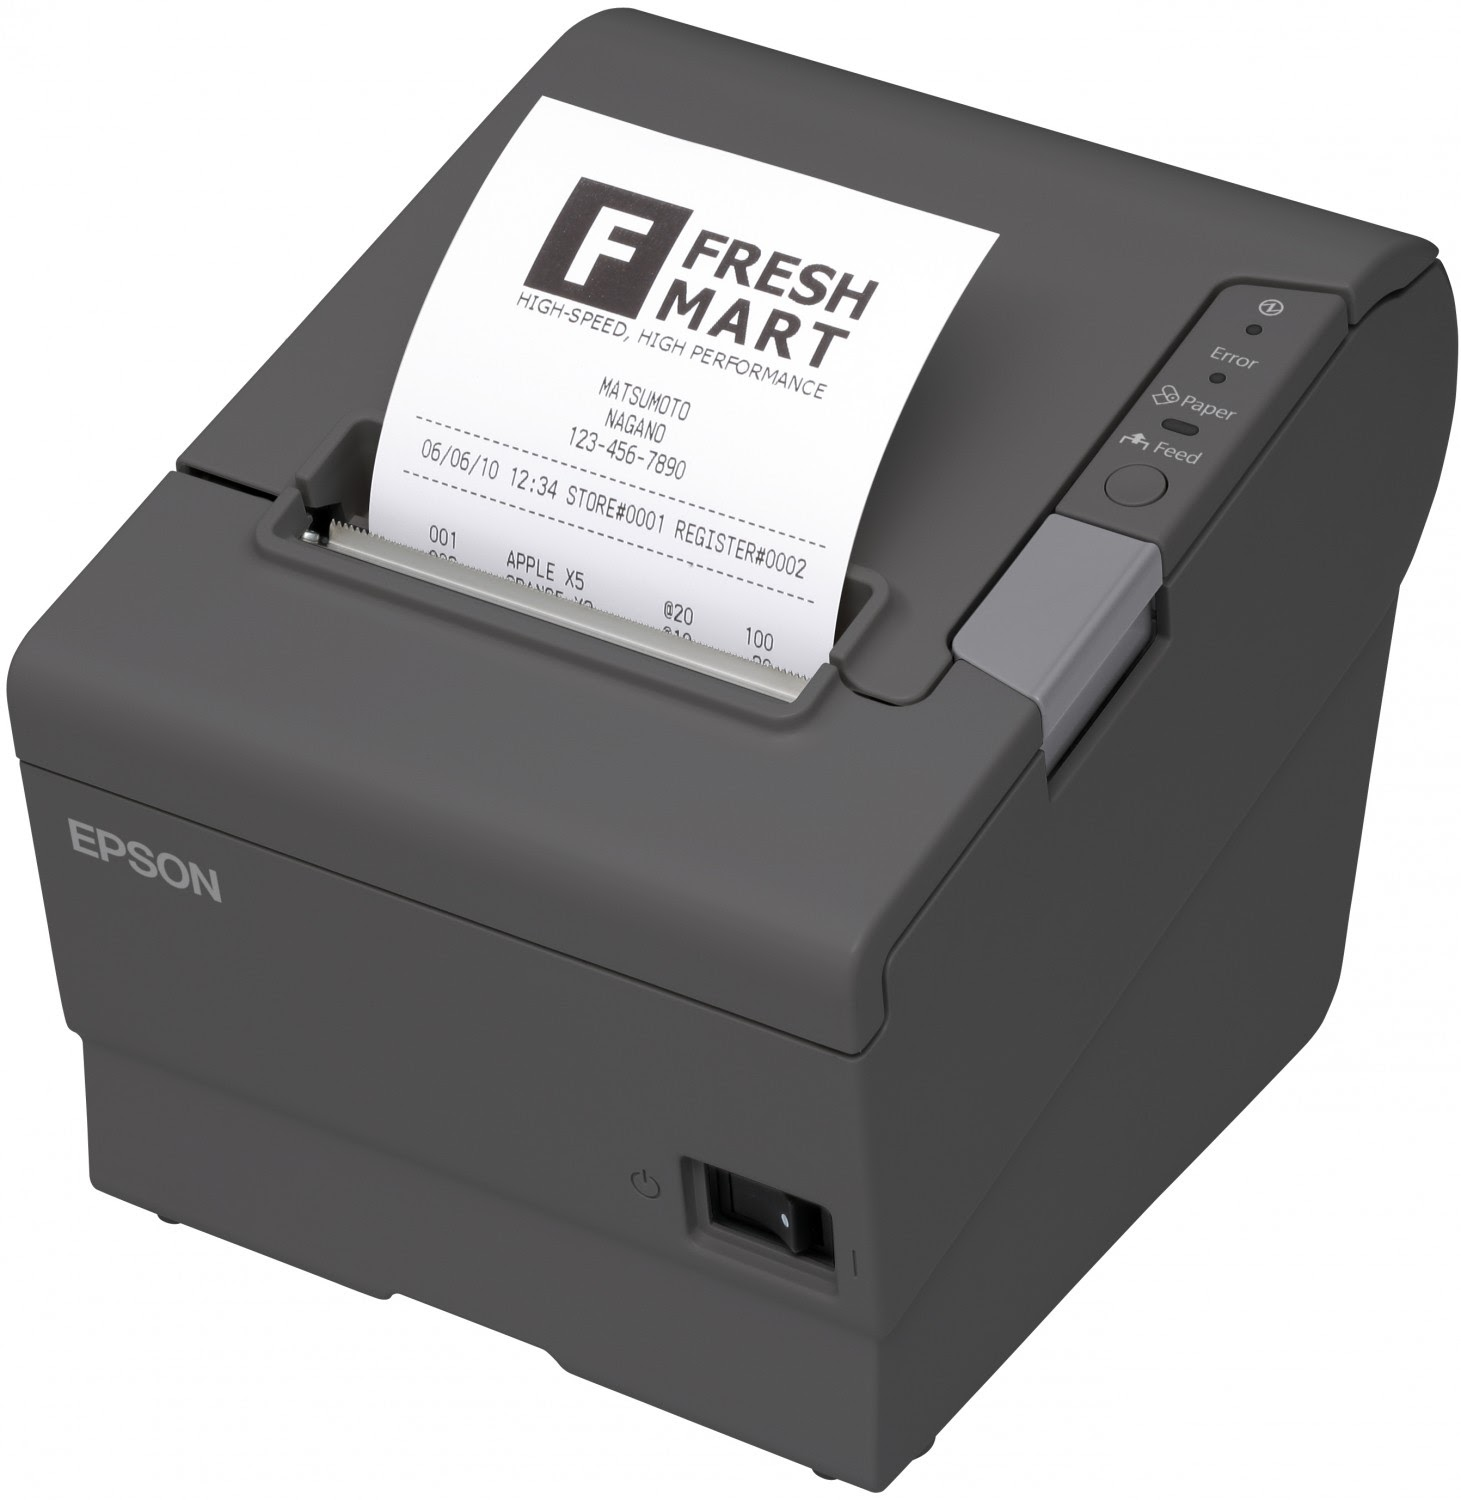 FRESH
MART
HIGH-SPEED, HIGH PERFORMANCE
MATSUMOTO
NAGANO
123-456-7890
06/06/10 12:34 STORE#0001 REGISTER#0002
001 APPLE X5 @20 100
Error
Paper
Feed
EPSON